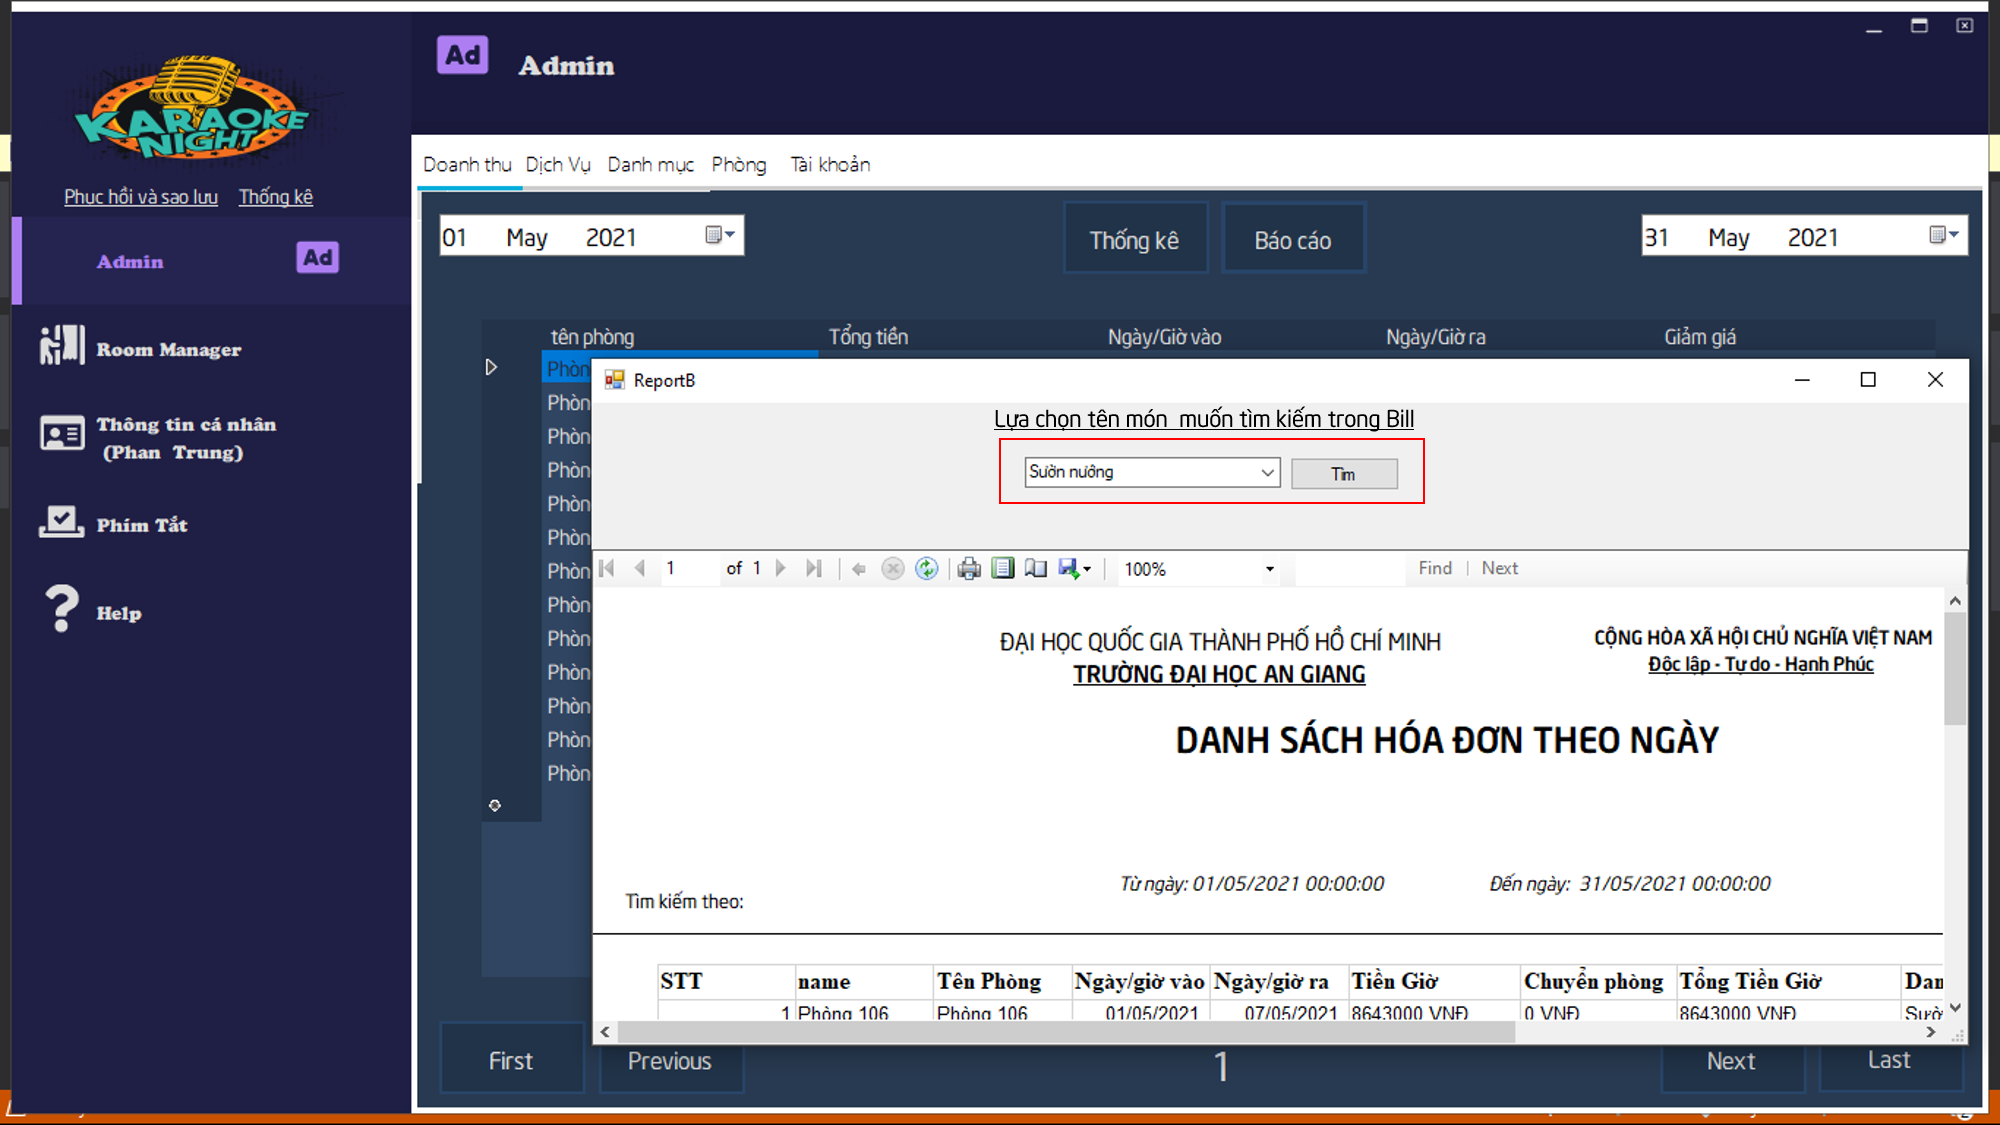 KARAOKE
NIGHT
Phục hồi và sao lưu Thống kê
Admin Ad
Room Manager
Thông tin cá nhân
(Phan Trung)
Phím Tắt
Help
Ad Admin
Doanh thu Dịch Vụ Danh mục Phòng Tài khoản
01 May 2021
Thống kê
Báo cáo
31 May 2021
tên phòng Tổng tiền Ngày/Giờ vào Ngày/Giờ ra Giảm giá
Phòn
Phòn
Phòn
Phòn
Phòn
Phòn
Phòn
Phòn
Phòn
Phòn
Phòn
Phòn
Phòn
ReportB
Lựa chọn tên món muốn tìm kiếm trong Bill
Sườn nướng
Tìm
1 of 1 100% Find | Next
ĐẠI HỌC QUỐC GIA THÀNH PHỐ HỒ CHÍ MINH
TRƯỜNG ĐẠI HỌC AN GIANG
CỘNG HÒA XÃ HỘI CHỦ NGHĨA VIỆT NAM
Độc lập - Tự do - Hạnh Phúc
DANH SÁCH HÓA ĐƠN THEO NGÀY
Từ ngày: 01/05/2021 00:00:00 Đến ngày: 31/05/2021 00:00:00
Tìm kiếm theo:
STT name Tên Phòng Ngày/giờ vào Ngày/giờ ra Tiền Giờ Chuyển phòng Tổng Tiền Giờ Dan
1 Phòng 106 Phòng 106 01/05/2021 07/05/2021 8643000 VNĐ 0 VNĐ 8643000 VNĐ Sườ
First Previous 1 Next Last